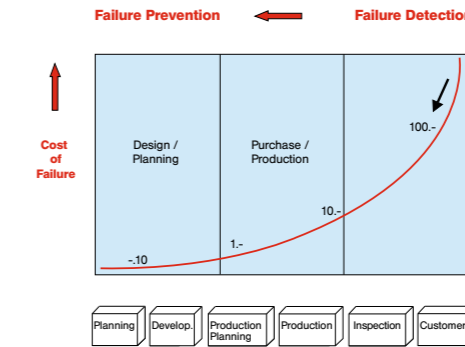 Failure Prevention
Failure Detection
Cost
of
Failure
Design /
Planning
Purchase /
Production
100.-
10.-
1.-
-.10
Planning
Develop.
Production
Planning
Production
Inspection
Customer